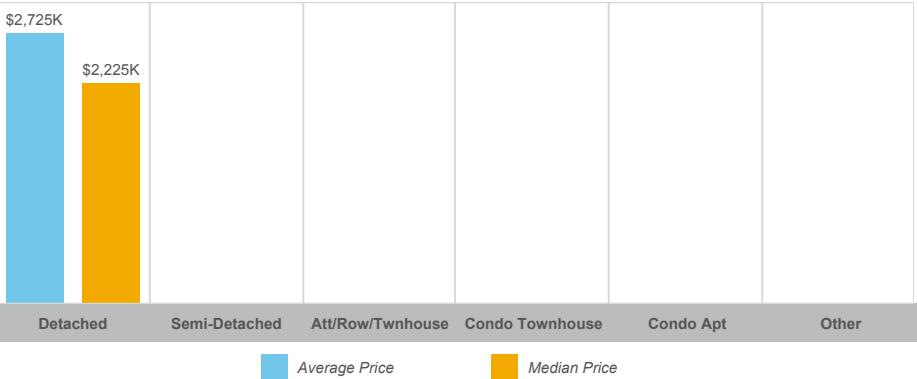 $2,725K
$2,225K
Detached Semi-Detached Att/Row/Twnhouse Condo Townhouse Condo Apt Other
Average Price Median Price